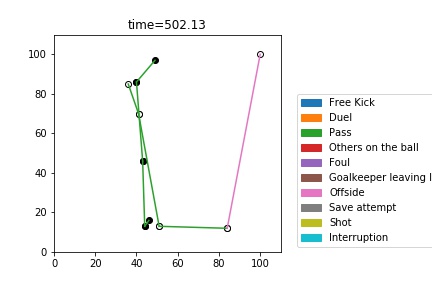 time=502.13
100
80
60
40
20
0
0 20 40 60 80 100
Free Kick
Duel
Pass
Others on the ball
Foul
Goalkeeper leaving l
Offside
Save attempt
Shot
Interruption